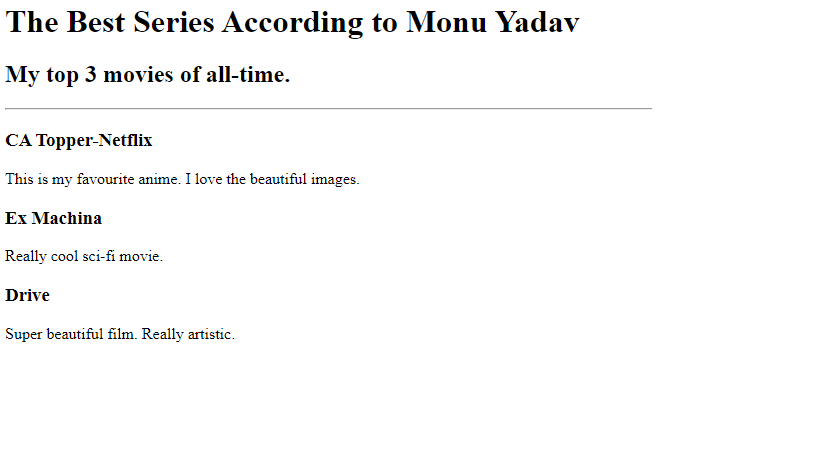 The Best Series According to Monu Yadav
My top 3 movies of all-time.
CA Topper-Netflix
This is my favourite anime. I love the beautiful images.
Ex Machina
Really cool sci-fi movie.
Drive
Super beautiful film. Really artistic.